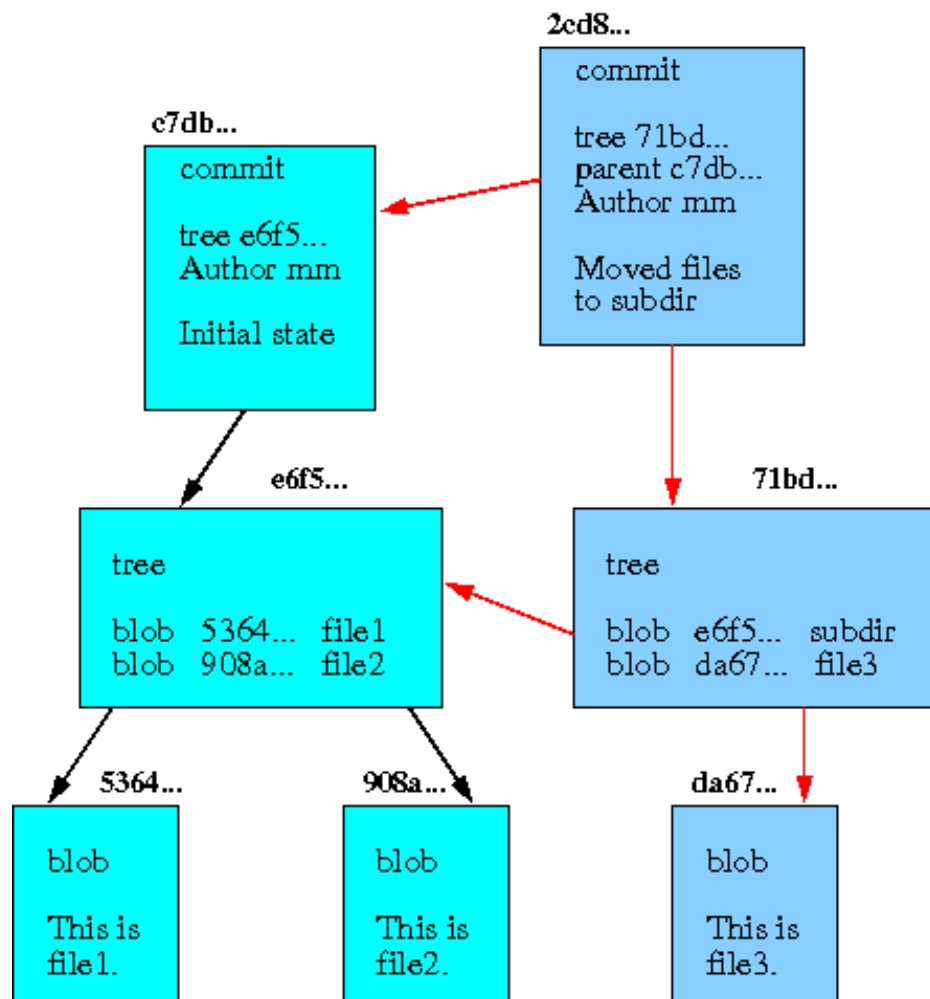 2cd8...
commit
tree 71bd...
parent c7db...
Author mm
Moved files
to subdir
c7db...
commit
tree e6f5...
Author mm
Initial state
e6f5...
tree
blob 5364... file1
blob 908a... file2
71bd...
tree
blob e6f5... subdir
blob da67... file3
5364...
blob
This is
file1.
908a...
blob
This is
file2.
da67...
blob
This is
file3.